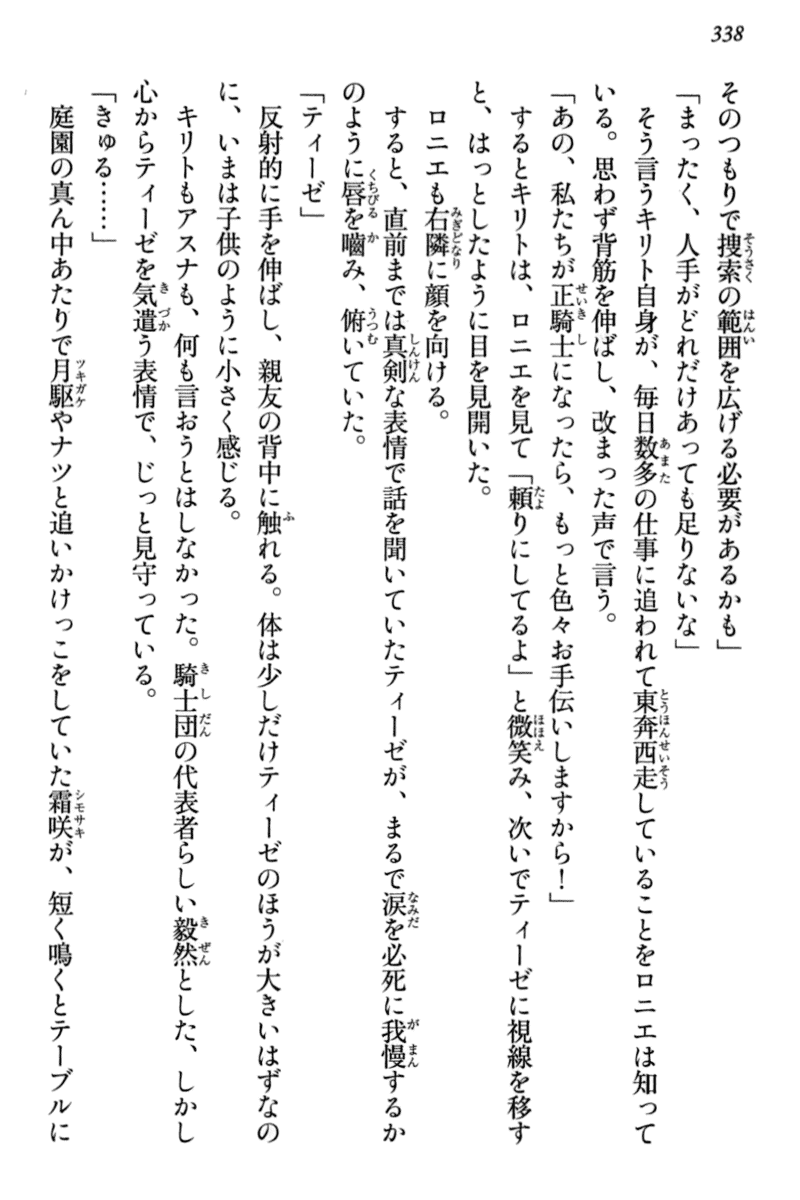 338
そのつもりで捜索の範囲を広げる必要があるかも」
「まったく、人手がどれだけあっても足りないな」
そう言うキリト自身が、毎日数多の仕事に追われて東奔西走していることをロニエは知って
いる。思わず背筋を伸ばし、改まった声で言う。
「あの、私たちが正騎士になったら、もっと色々お手伝いしますから！」
するとキリトは、ロニエを見て「頼りにしてるよ」と微笑み、次いでティーゼに視線を移す
と、はっとしたように目を見開いた。
ロニエも右隣に顔を向ける。
すると、直前までは真剣な表情で話を聞いていたティーゼが、まるで涙を必死に我慢するか
のように唇を嚙み、俯いていた。
「ティーゼ」
反射的に手を伸ばし、親友の背中に触れる。体は少しだけティーゼのほうが大きいはずなの
に、いまは子供のように小さく感じる。
キリトもアスナも、何も言おうとはしなかった。騎士団の代表者らしい毅然とした、しかし
心からティーゼを気遣う表情で、じっと見守っている。
「きゅる……」
庭園の真ん中あたりで月駆やナツと追いかけっこをしていた霜咲が、短く鳴くとテーブルに